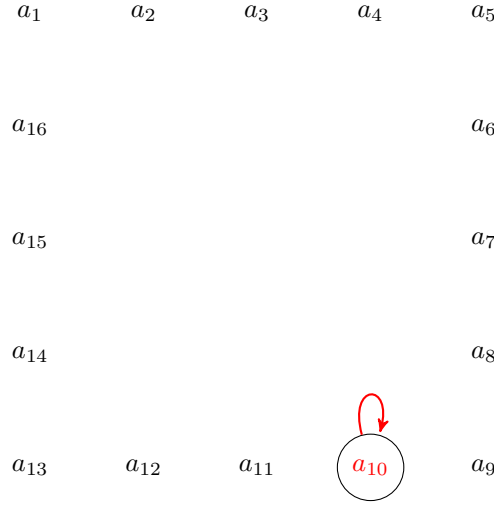 a₁ a₂ a₃ a₄ a₅
a₁₆ a₆
a₁₅ a₇
a₁₄ a₈
a₁₃ a₁₂ a₁₁ a₁₀ a₉